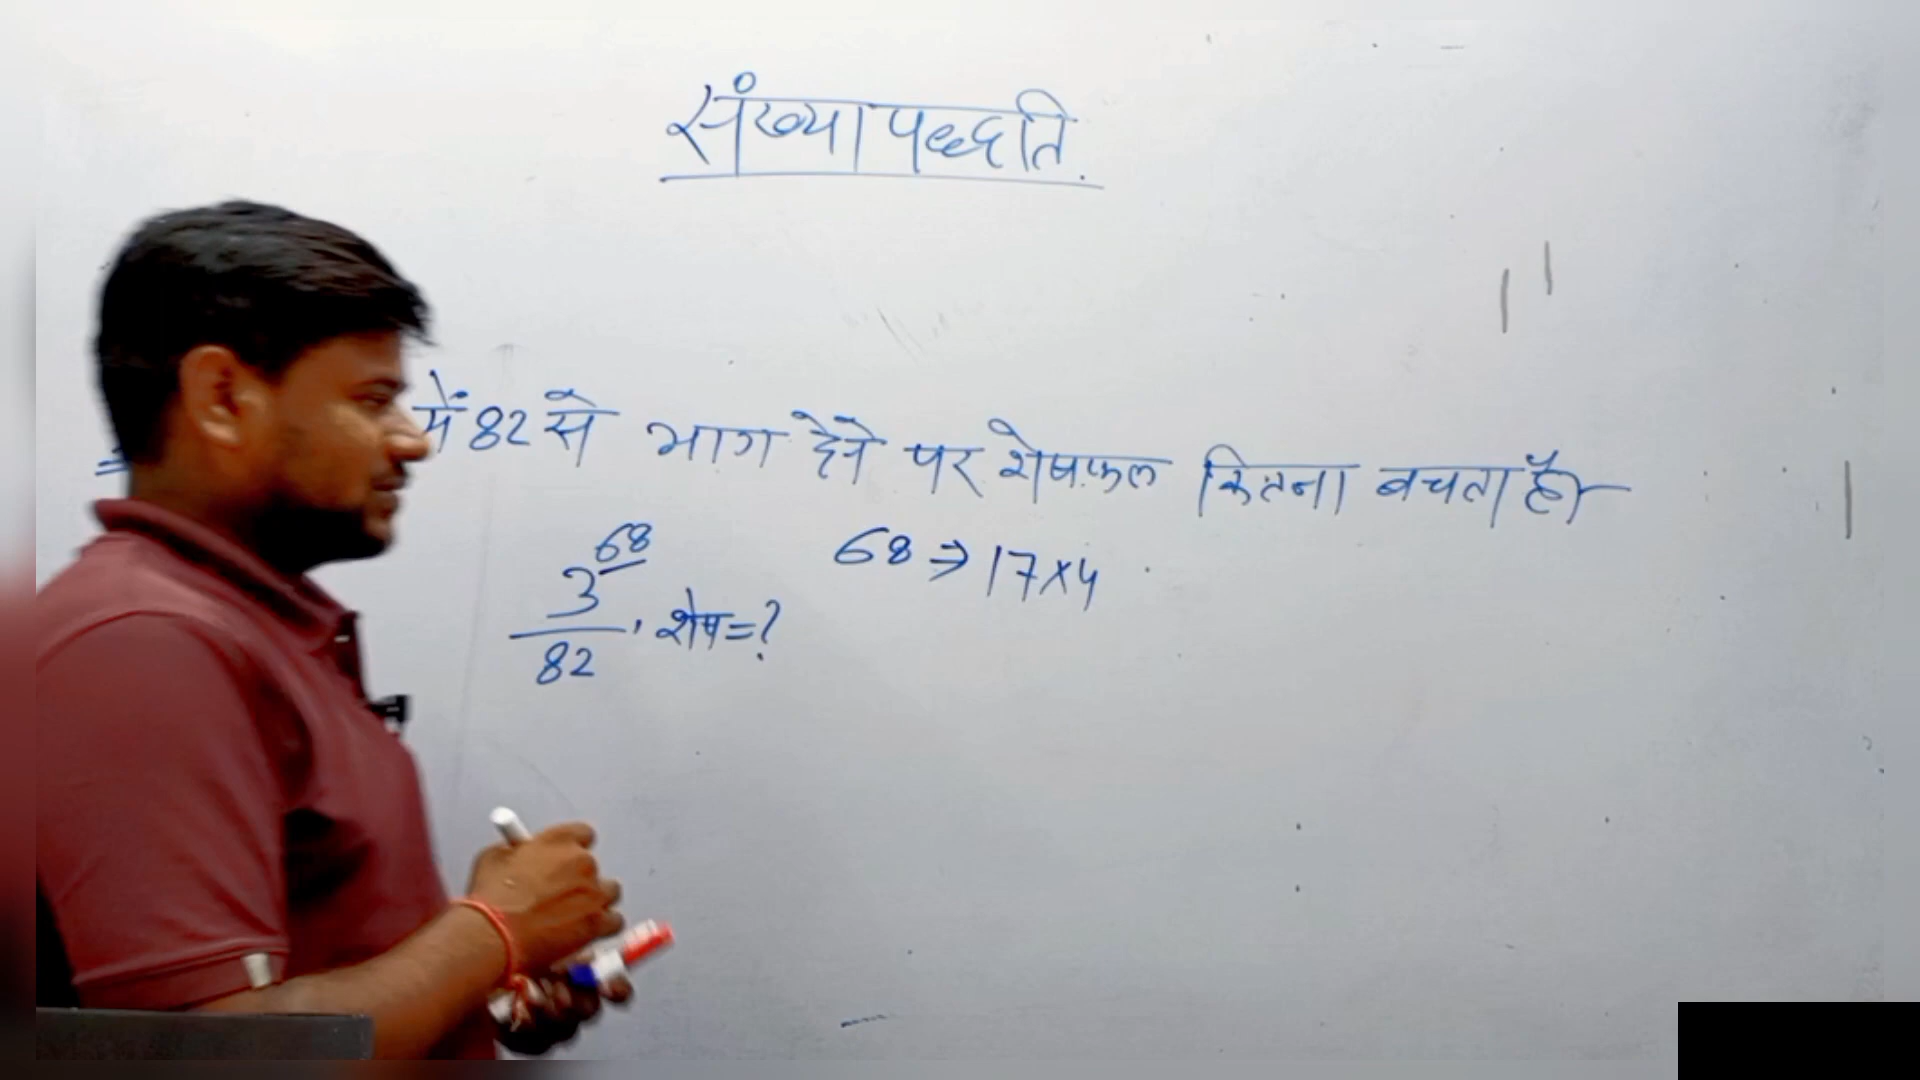 संख्या पद्धति.
में 82 से भाग देने पर शेषफल कितना बचता है।
3^68 / 82, शेष=?
68 ⇒ 17×4